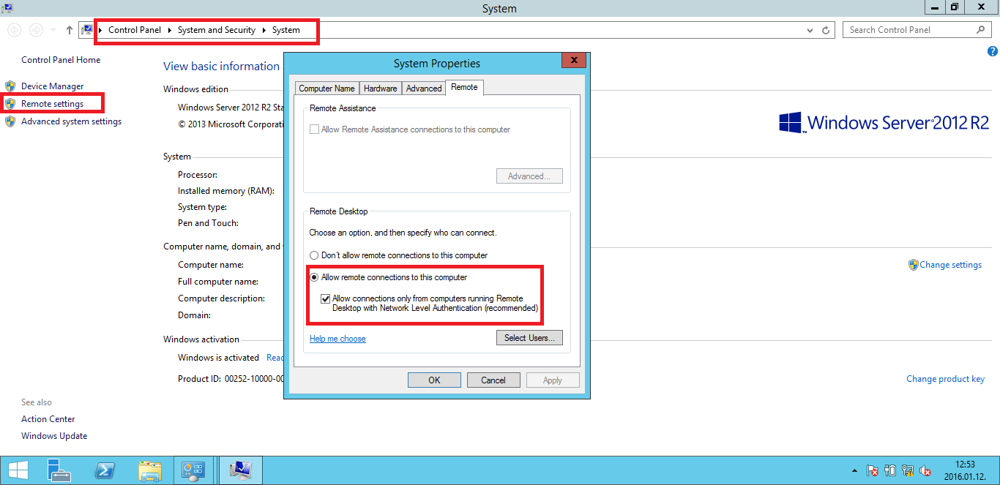 System
Control Panel System and Security System
Search Control Panel
Control Panel Home
Device Manager
Remote settings
Advanced system settings
See also
Action Center
Windows Update
View basic information
Windows edition
Windows Server 2012 R2 Sta
© 2013 Microsoft Corporati
System
Processor:
Installed memory (RAM):
System type:
Pen and Touch:
Computer name, domain, and
Computer name:
Full computer name:
Computer description:
Domain:
Windows activation
Windows is activated Read
Product ID: 00252-10000-00
Windows Server 2012 R2
Change settings
Change product key
System Properties
Computer Name Hardware Advanced Remote
Remote Assistance
Allow Remote Assistance connections to this computer
Advanced...
Remote Desktop
Choose an option, and then specify who can connect.
Don't allow remote connections to this computer
Allow remote connections to this computer
Allow connections only from computers running Remote
Desktop with Network Level Authentication (recommended)
Help me choose
Select Users...
OK Cancel Apply
12:53
2016.01.12.